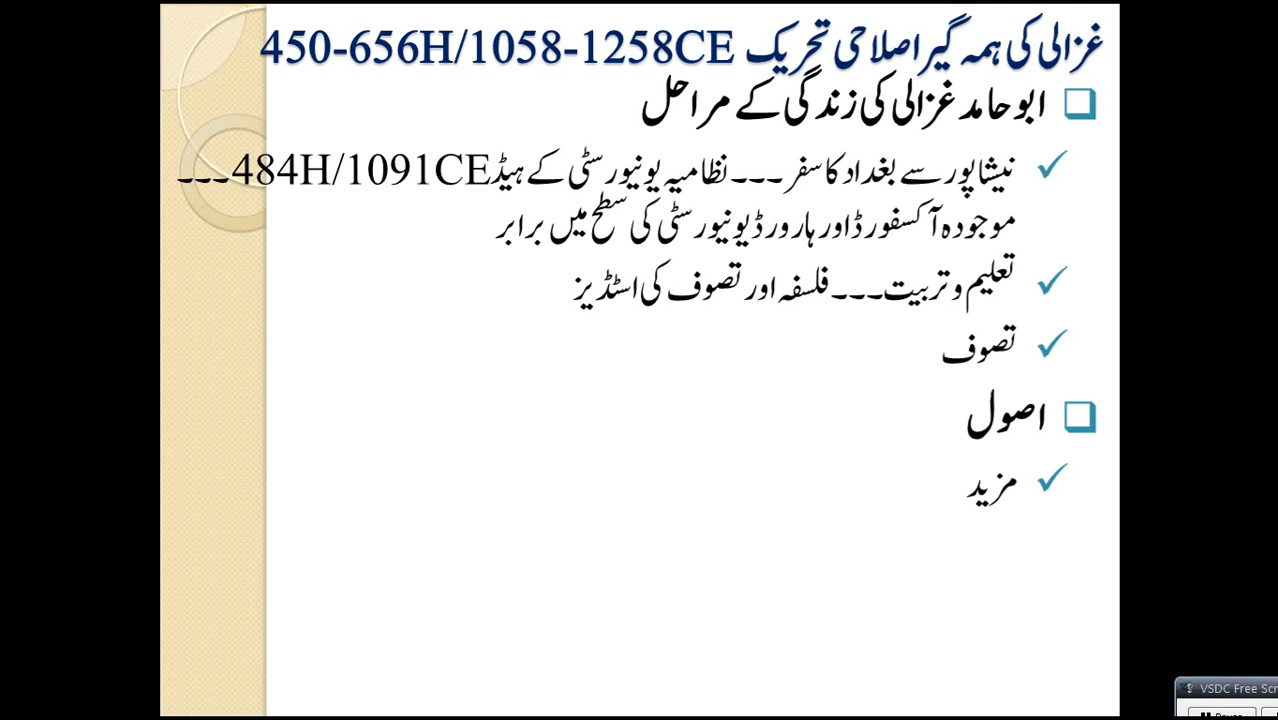 غزالی کی ہمہ گیر اصلاحی تحریک 450-656H/1058-1258CE
ابو حامد غزالی کی زندگی کے مراحل
نیشاپور سے بغداد کا سفر ۔۔۔ نظامیہ یونیورسٹی کے ہیڈ 484H/1091CE ۔۔۔
موجودہ آکسفورڈ اور ہارورڈ یونیورسٹی کی سطح میں برابر
تعلیم و تربیت ۔۔۔ فلسفہ اور تصوف کی اسٹڈیز
تصوف
اصول
مزید
VSDC Free Scr